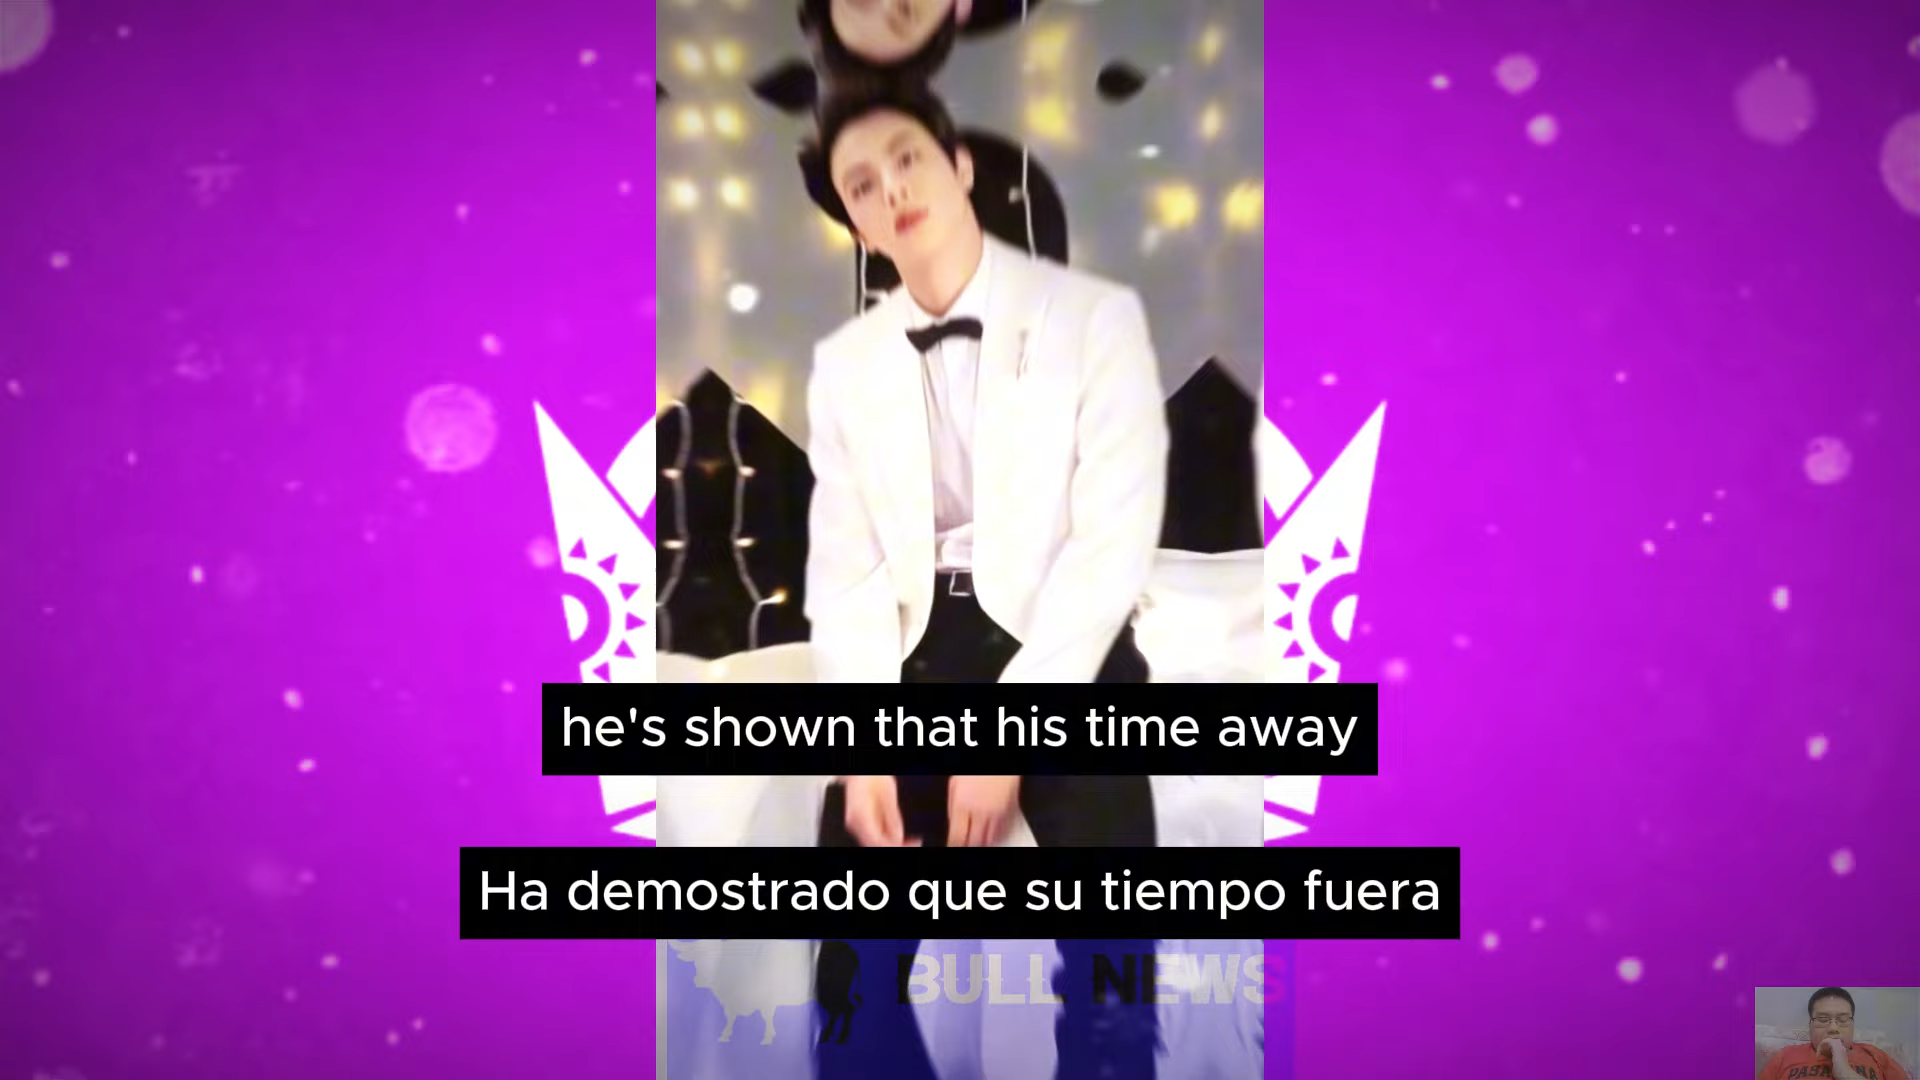 he's shown that his time away
Ha demostrado que su tiempo fuera
BULL NEWS